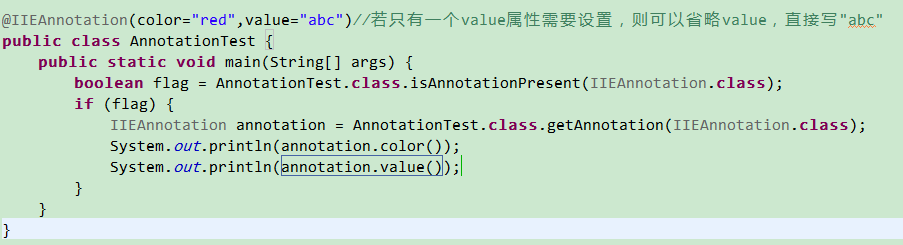 @IIEAnnotation(color="red",value="abc")//若只有一个value属性需要设置，则可以省略value，直接写"abc"
public class AnnotationTest {
    public static void main(String[] args) {
        boolean flag = AnnotationTest.class.isAnnotationPresent(IIEAnnotation.class);
        if (flag) {
            IIEAnnotation annotation = AnnotationTest.class.getAnnotation(IIEAnnotation.class);
            System.out.println(annotation.color());
            System.out.println(annotation.value());
        }
    }
}